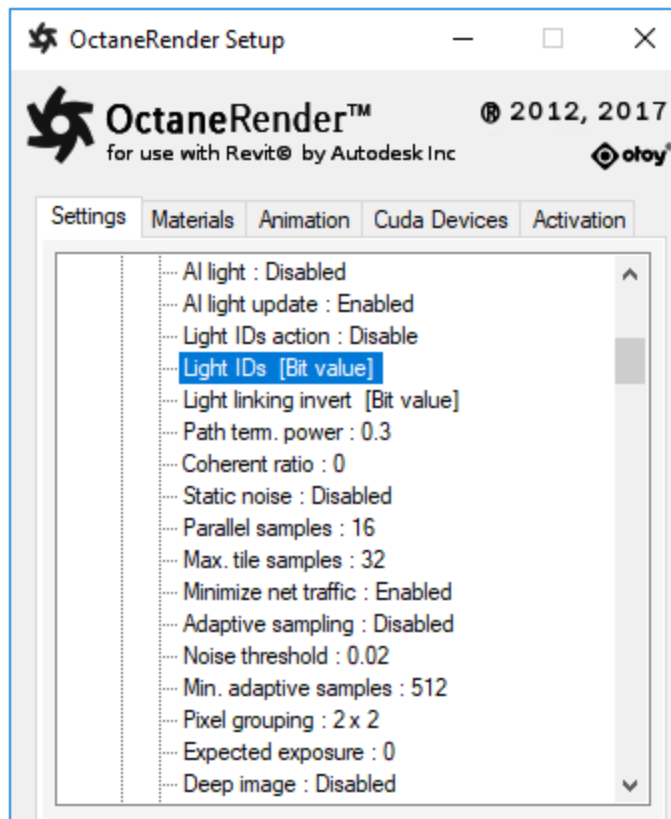 OctaneRender Setup
OctaneRender™
® 2012, 2017
for use with Revit® by Autodesk Inc
otoy®
Settings Materials Animation Cuda Devices Activation
AI light : Disabled
AI light update : Enabled
Light IDs action : Disable
Light IDs [Bit value]
Light linking invert [Bit value]
Path term. power : 0.3
Coherent ratio : 0
Static noise : Disabled
Parallel samples : 16
Max. tile samples : 32
Minimize net traffic : Enabled
Adaptive sampling : Disabled
Noise threshold : 0.02
Min. adaptive samples : 512
Pixel grouping : 2 x 2
Expected exposure : 0
Deep image : Disabled